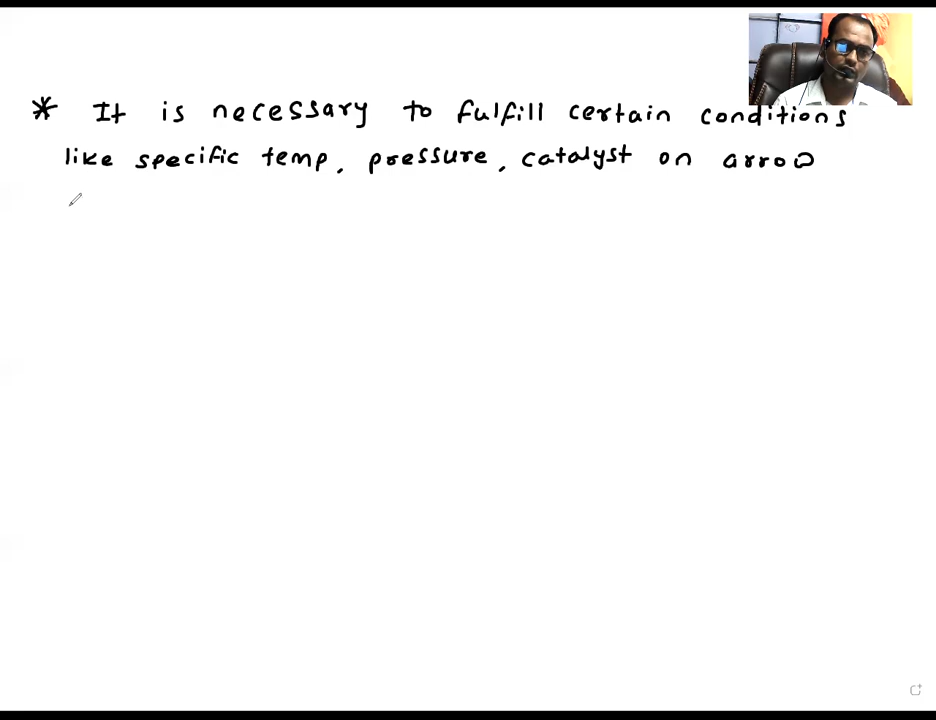 * It is necessary to fulfill certain conditions
like specific temp, pressure, catalyst on arrow